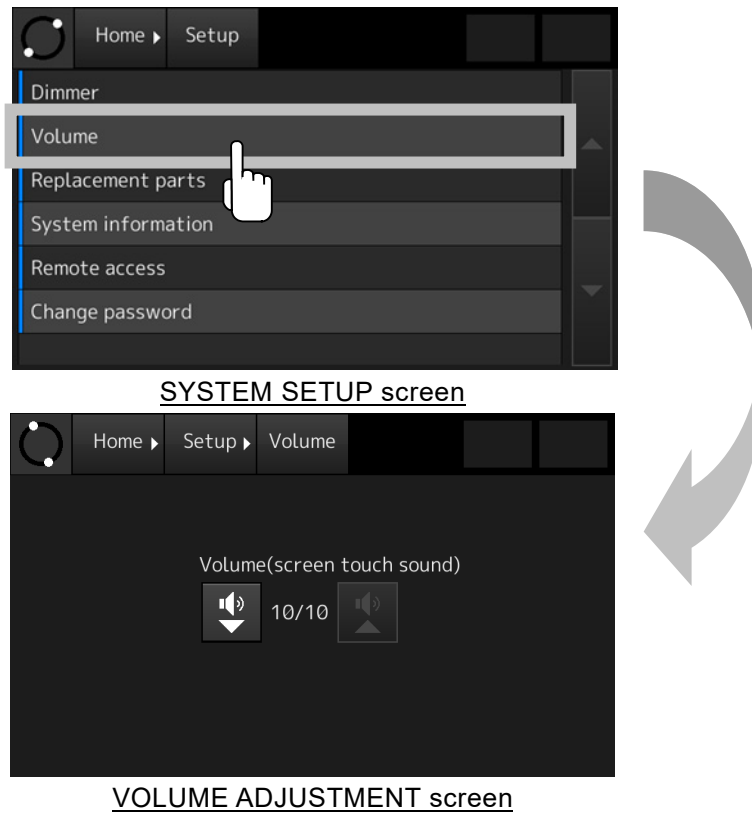 Home Setup
Dimmer
Volume
Replacement parts
System information
Remote access
Change password
SYSTEM SETUP screen
Home Setup Volume
Volume(screen touch sound)
10/10
VOLUME ADJUSTMENT screen